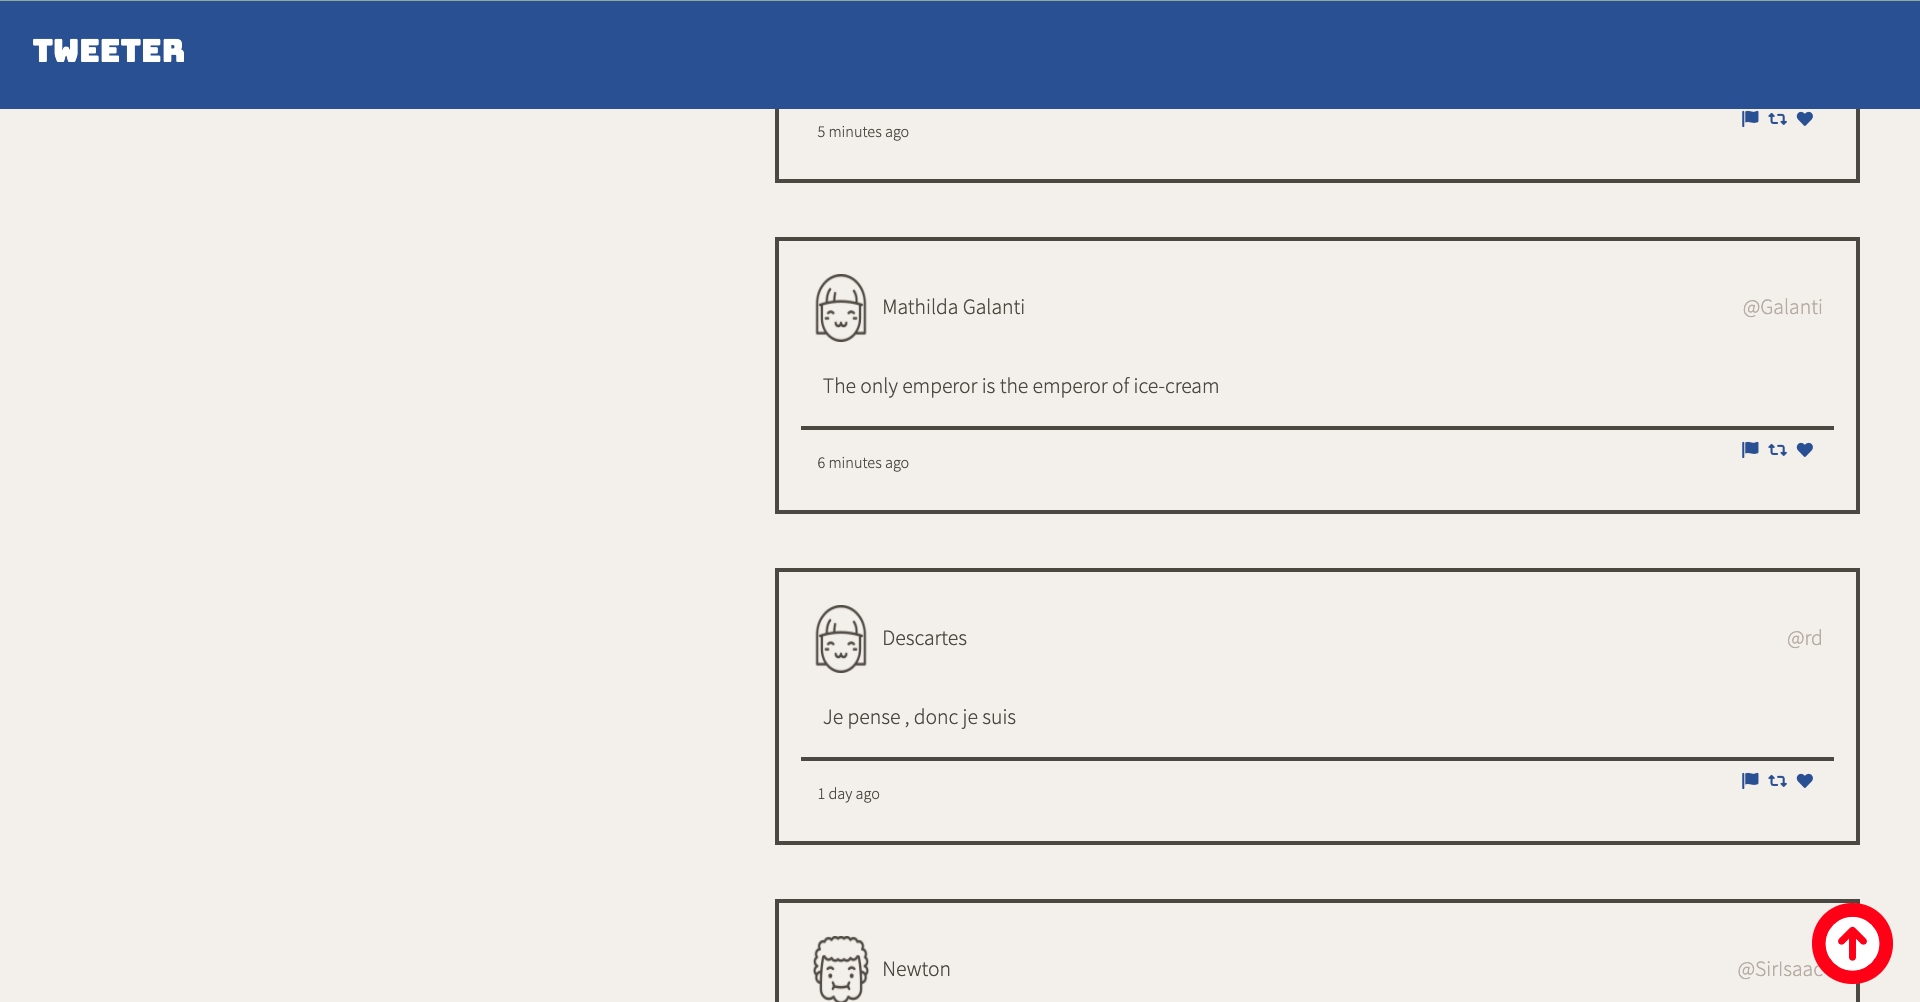 TWEETER
5 minutes ago
Mathilda Galanti
@Galanti
The only emperor is the emperor of ice-cream
6 minutes ago
Descartes
@rd
Je pense , donc je suis
1 day ago
Newton
@SirIsaac